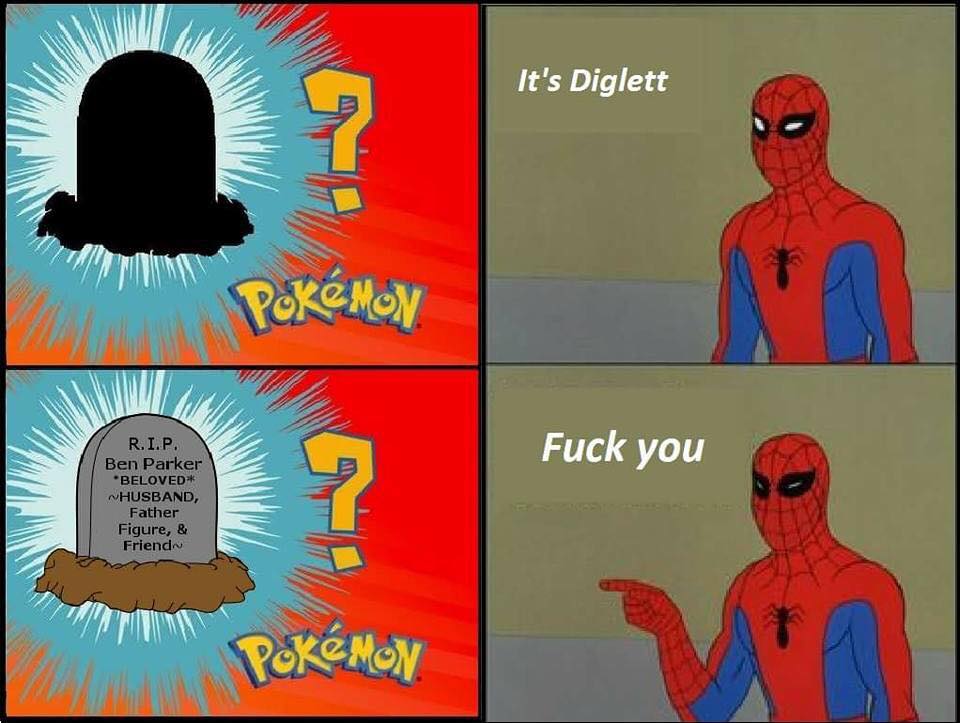 ?
POKéMON
It's Diglett
?
POKéMON
R.I.P.
Ben Parker
*BELOVED*
~HUSBAND,
Father
Figure, &
Friend~
Fuck you